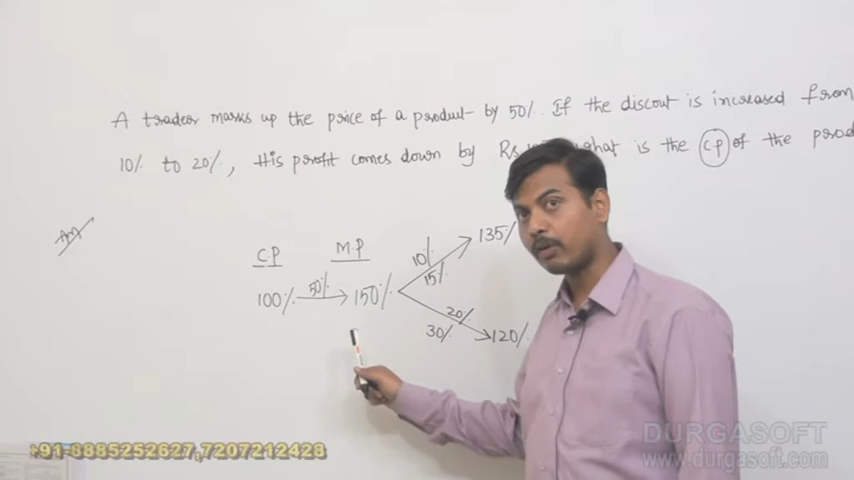 A trader marks up the price of a product by 50%. If the discout is increased from
10% to 20%, His profit comes down by Rs. what is the CP of the prod
Ans
C.P M.P
10% 135%
15%
100% 50% 150%
20%
30% 120%
+91-8885252627,7207212428
DURGASOFT
www.durgasoft.com